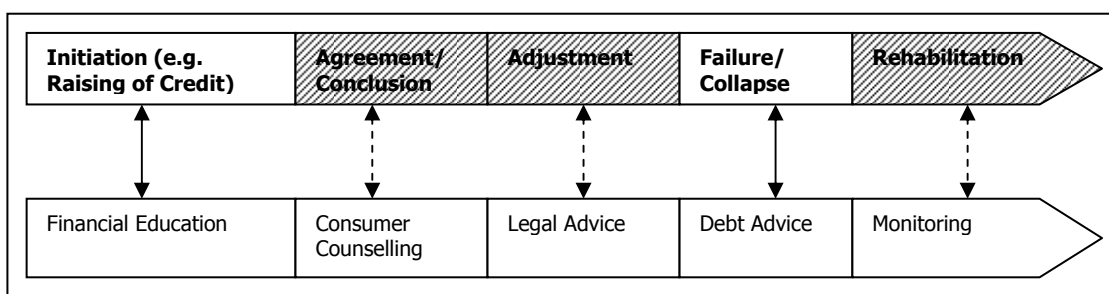 Initiation (e.g.
Raising of Credit)
Agreement/
Conclusion
Adjustment
Failure/
Collapse
Rehabilitation
Financial Education
Consumer
Counselling
Legal Advice
Debt Advice
Monitoring